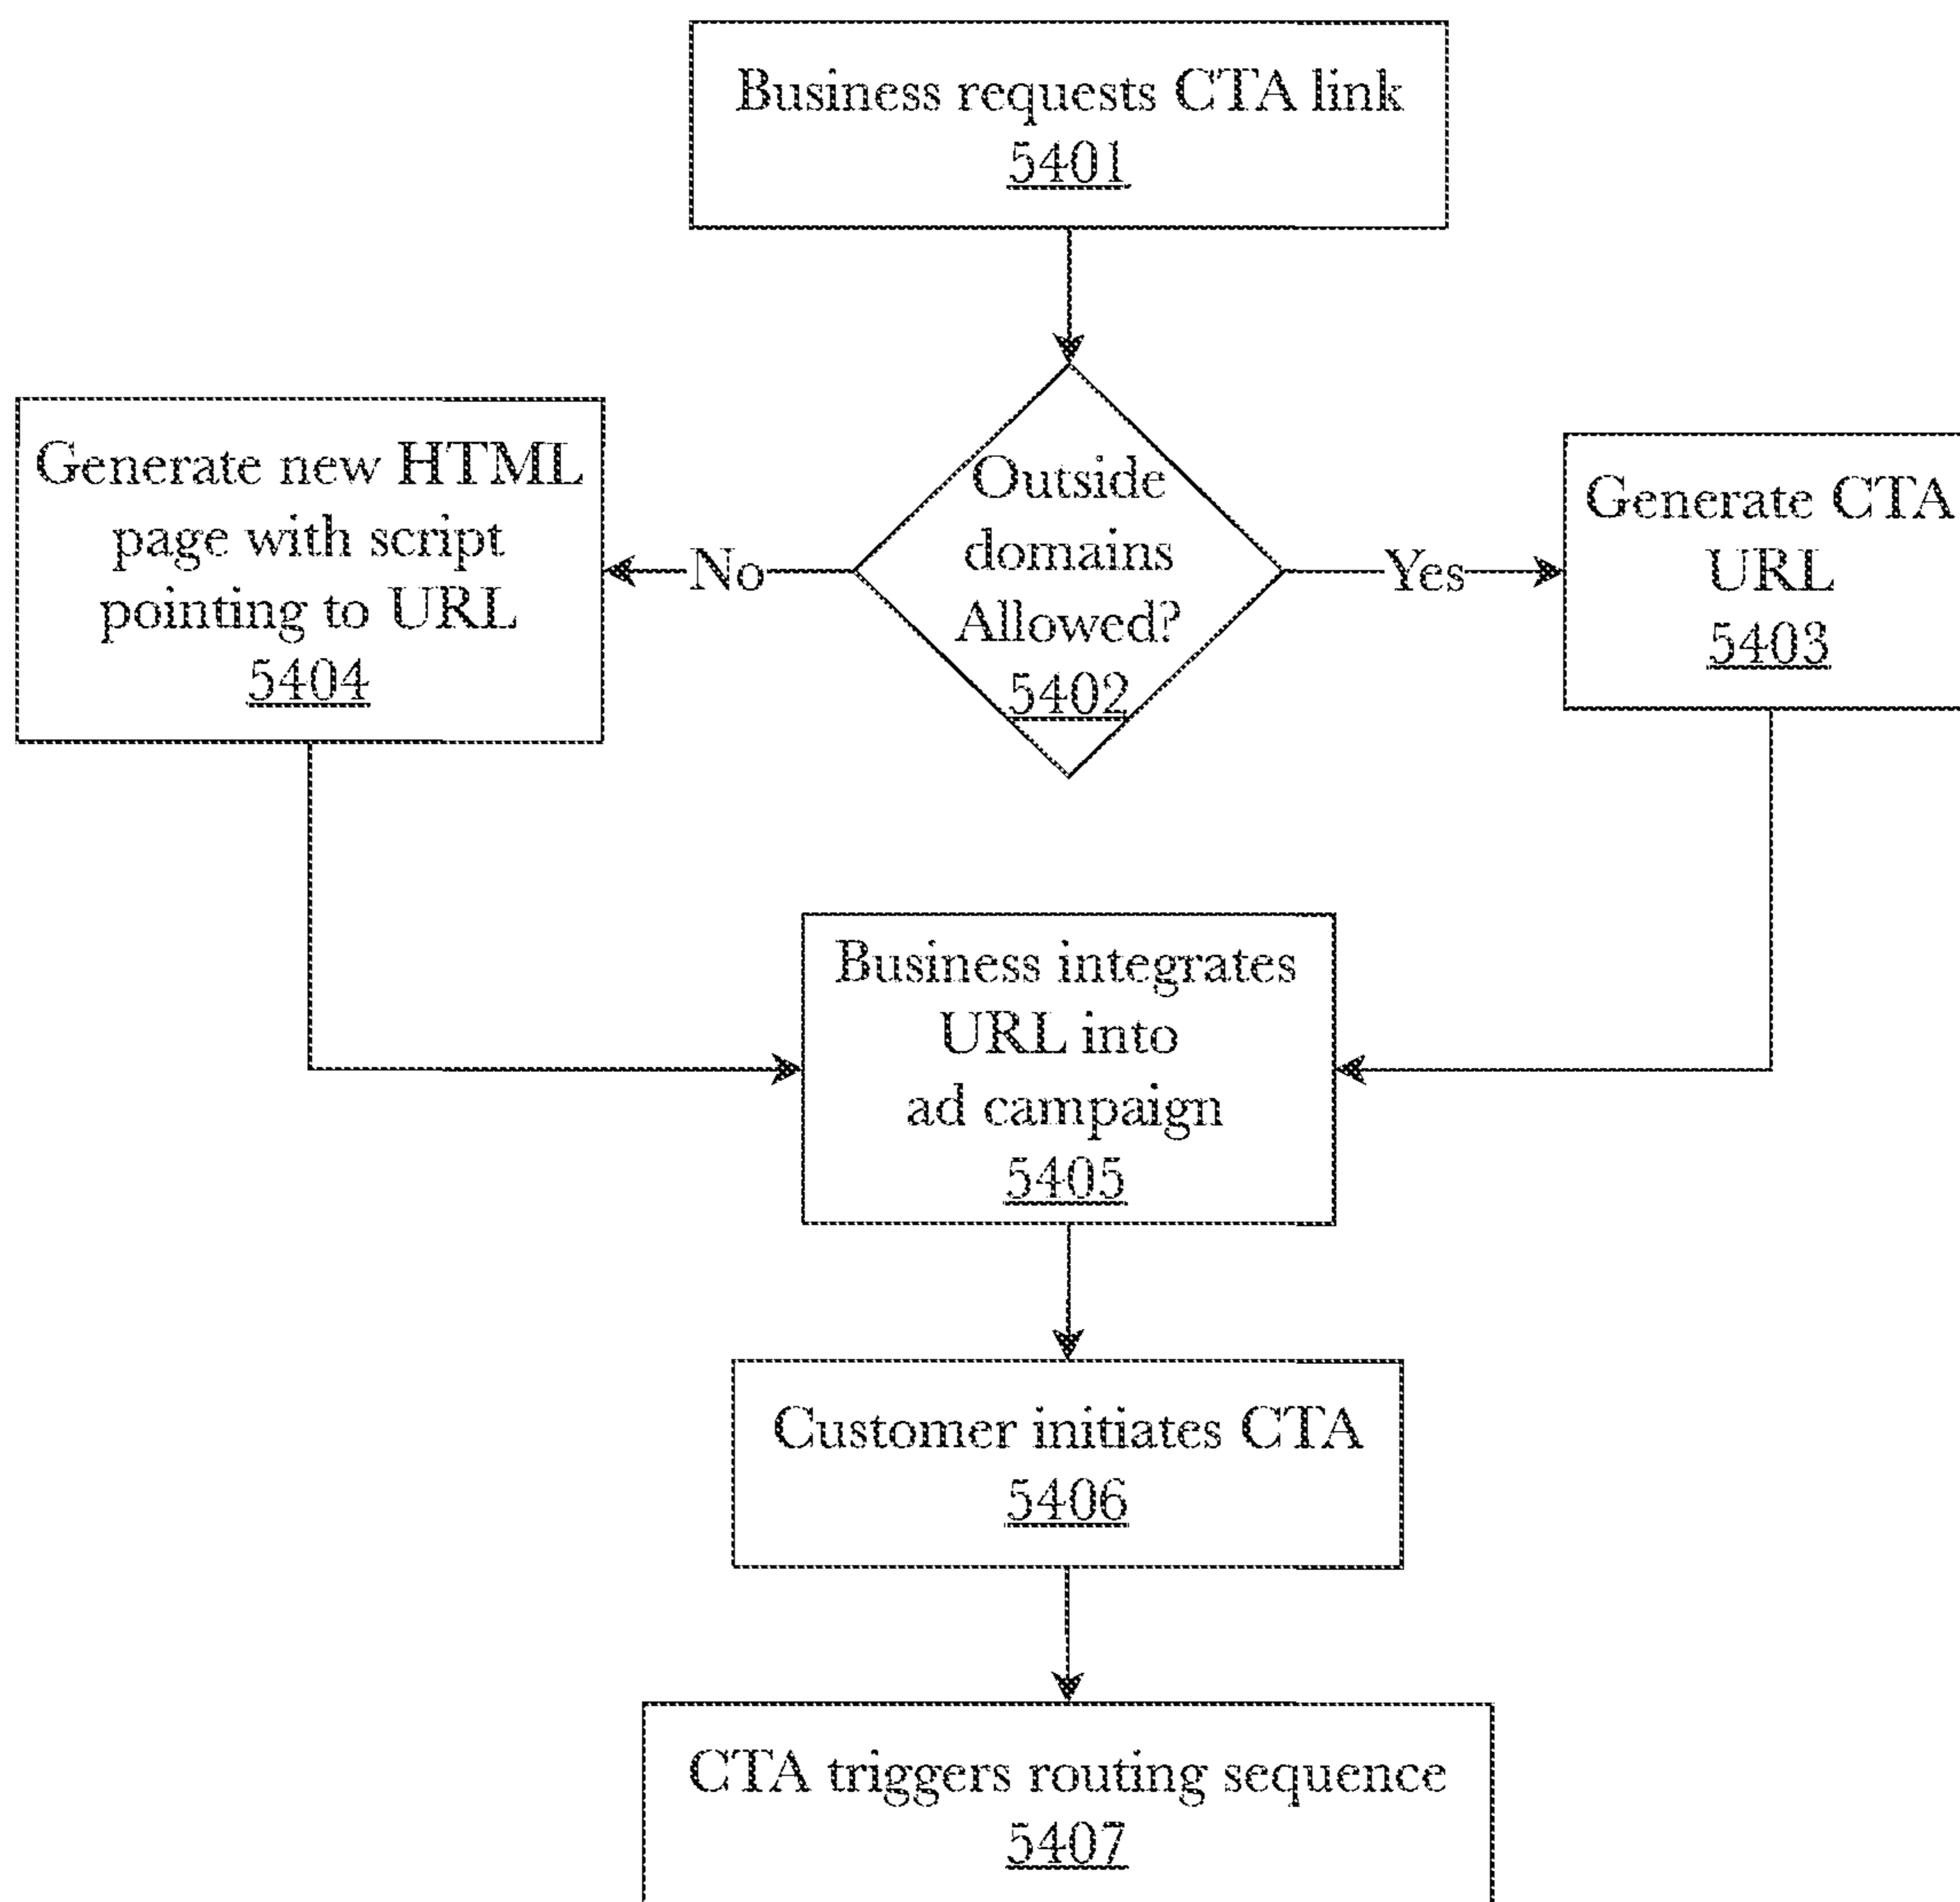 Business requests CTA link
5401
Generate new HTML
page with script
pointing to URL
5404
No
Outside
domains
Allowed?
5402
Yes
Generate CTA
URL
5403
Business integrates
URL into
ad campaign
5405
Customer initiates CTA
5406
CTA triggers routing sequence
5407